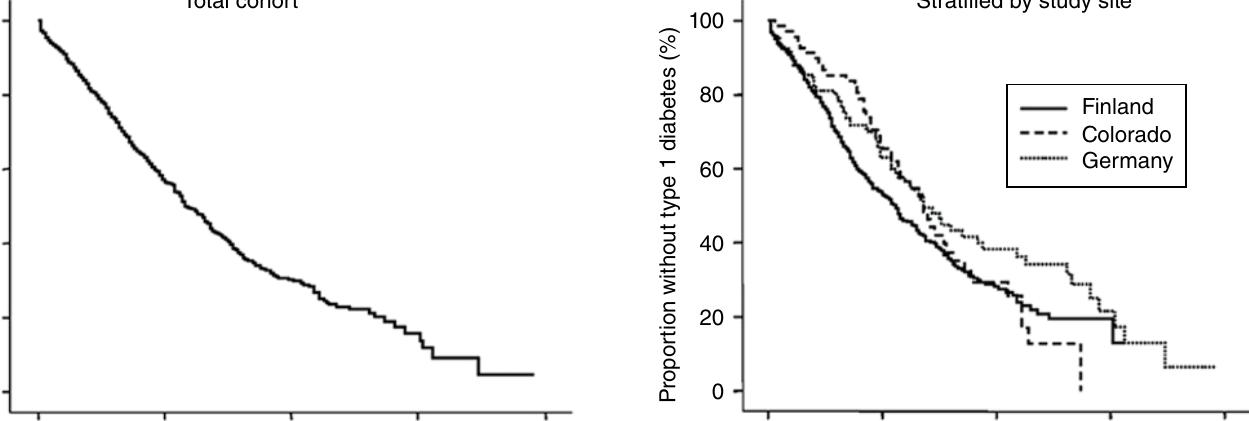 Total cohort
Stratified by study site
Proportion without type 1 diabetes (%)
100
80
60
40
20
0
Finland
Colorado
Germany